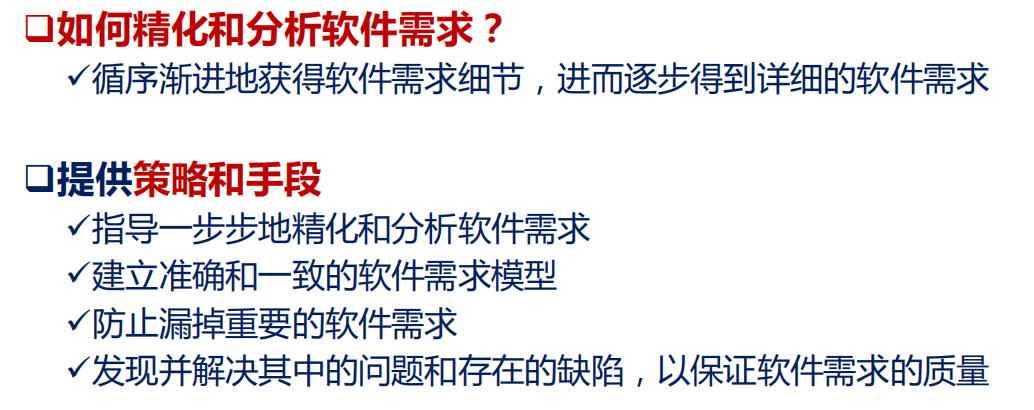 ❑如何精化和分析软件需求？
✓循序渐进地获得软件需求细节，进而逐步得到详细的软件需求
❑提供策略和手段
✓指导一步步地精化和分析软件需求
✓建立准确和一致的软件需求模型
✓防止漏掉重要的软件需求
✓发现并解决其中的问题和存在的缺陷，以保证软件需求的质量